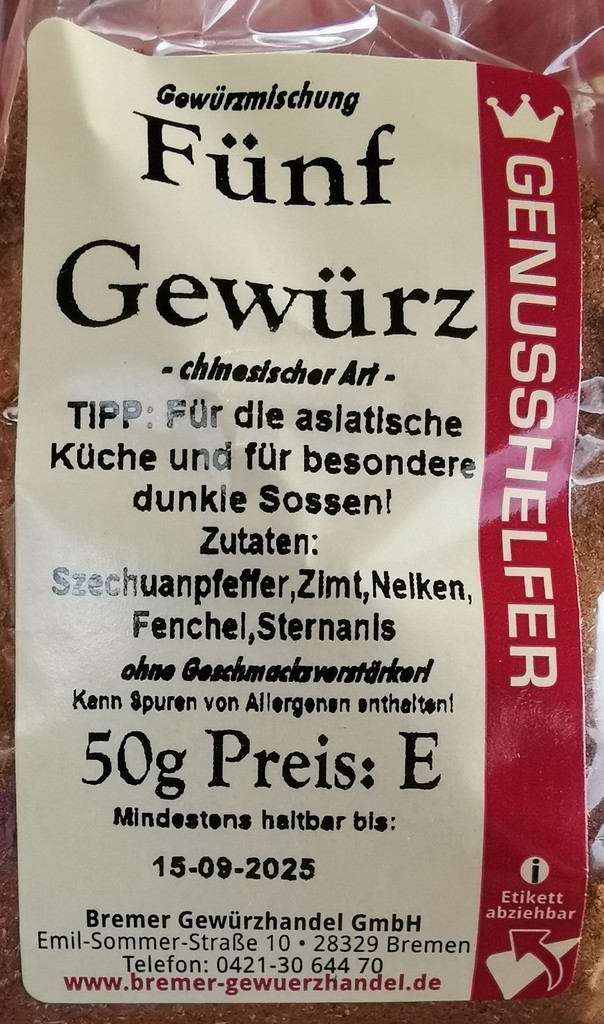 Gewürzmischung
Fünf
Gewürz
- chinesischer Art -
TIPP: Für die asiatische
Küche und für besondere
dunkle Sossen!
Zutaten:
Szechuanpfeffer,Zimt,Nelken,
Fenchel,Sternanis
ohne Geschmacksverstärker!
Kann Spuren von Allergenen enthalten!
50g Preis: E
Mindestens haltbar bis:
15-09-2025
Bremer Gewürzhandel GmbH
Emil-Sommer-Straße 10 • 28329 Bremen
Telefon: 0421-30 644 70
www.bremer-gewuerzhandel.de
GENUSSHELFER
i
Etikett
abziehbar